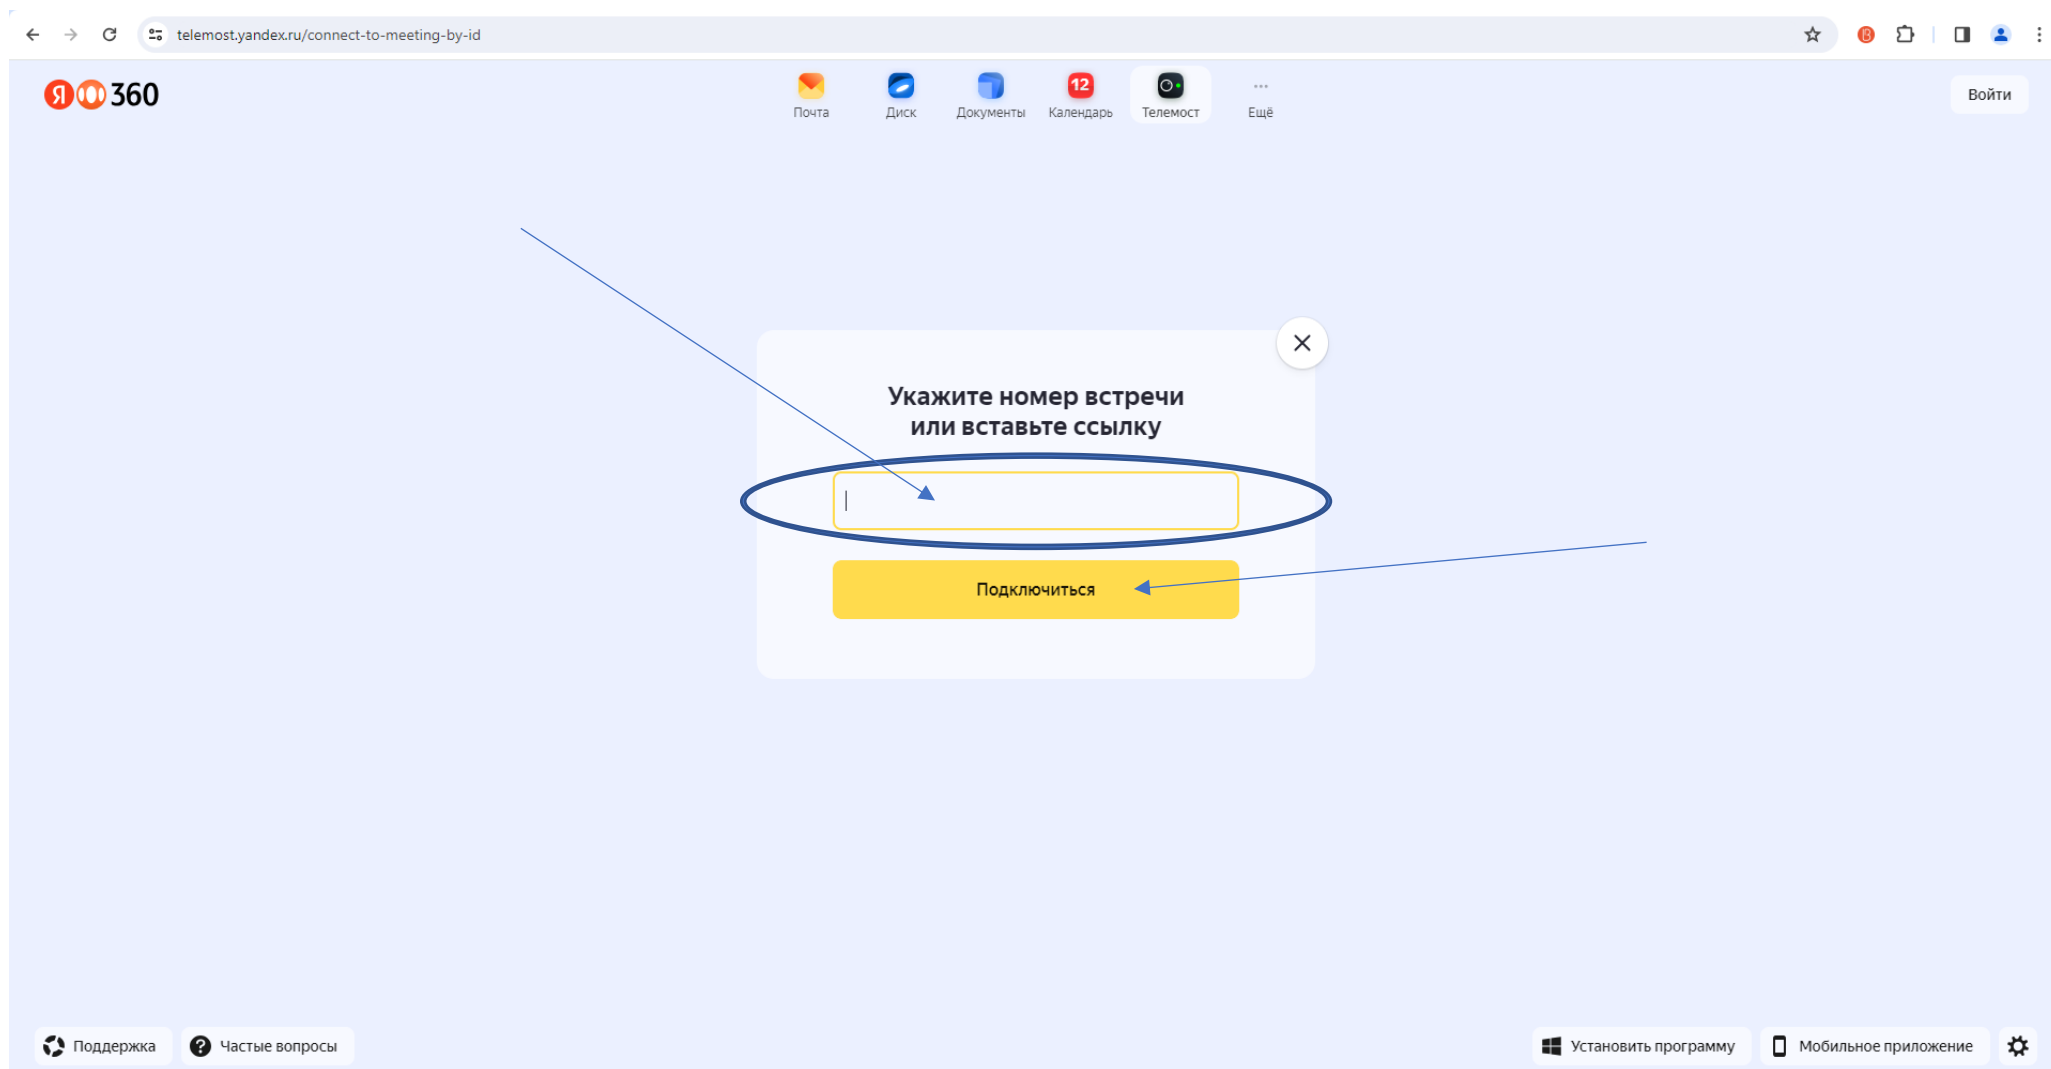 telemost.yandex.ru/connect-to-meeting-by-id
Я 360
12
Почта Диск Документы Календарь Телемост Ещё
Войти
Укажите номер встречи
или вставьте ссылку
Подключиться
Поддержка Частые вопросы Установить программу Мобильное приложение